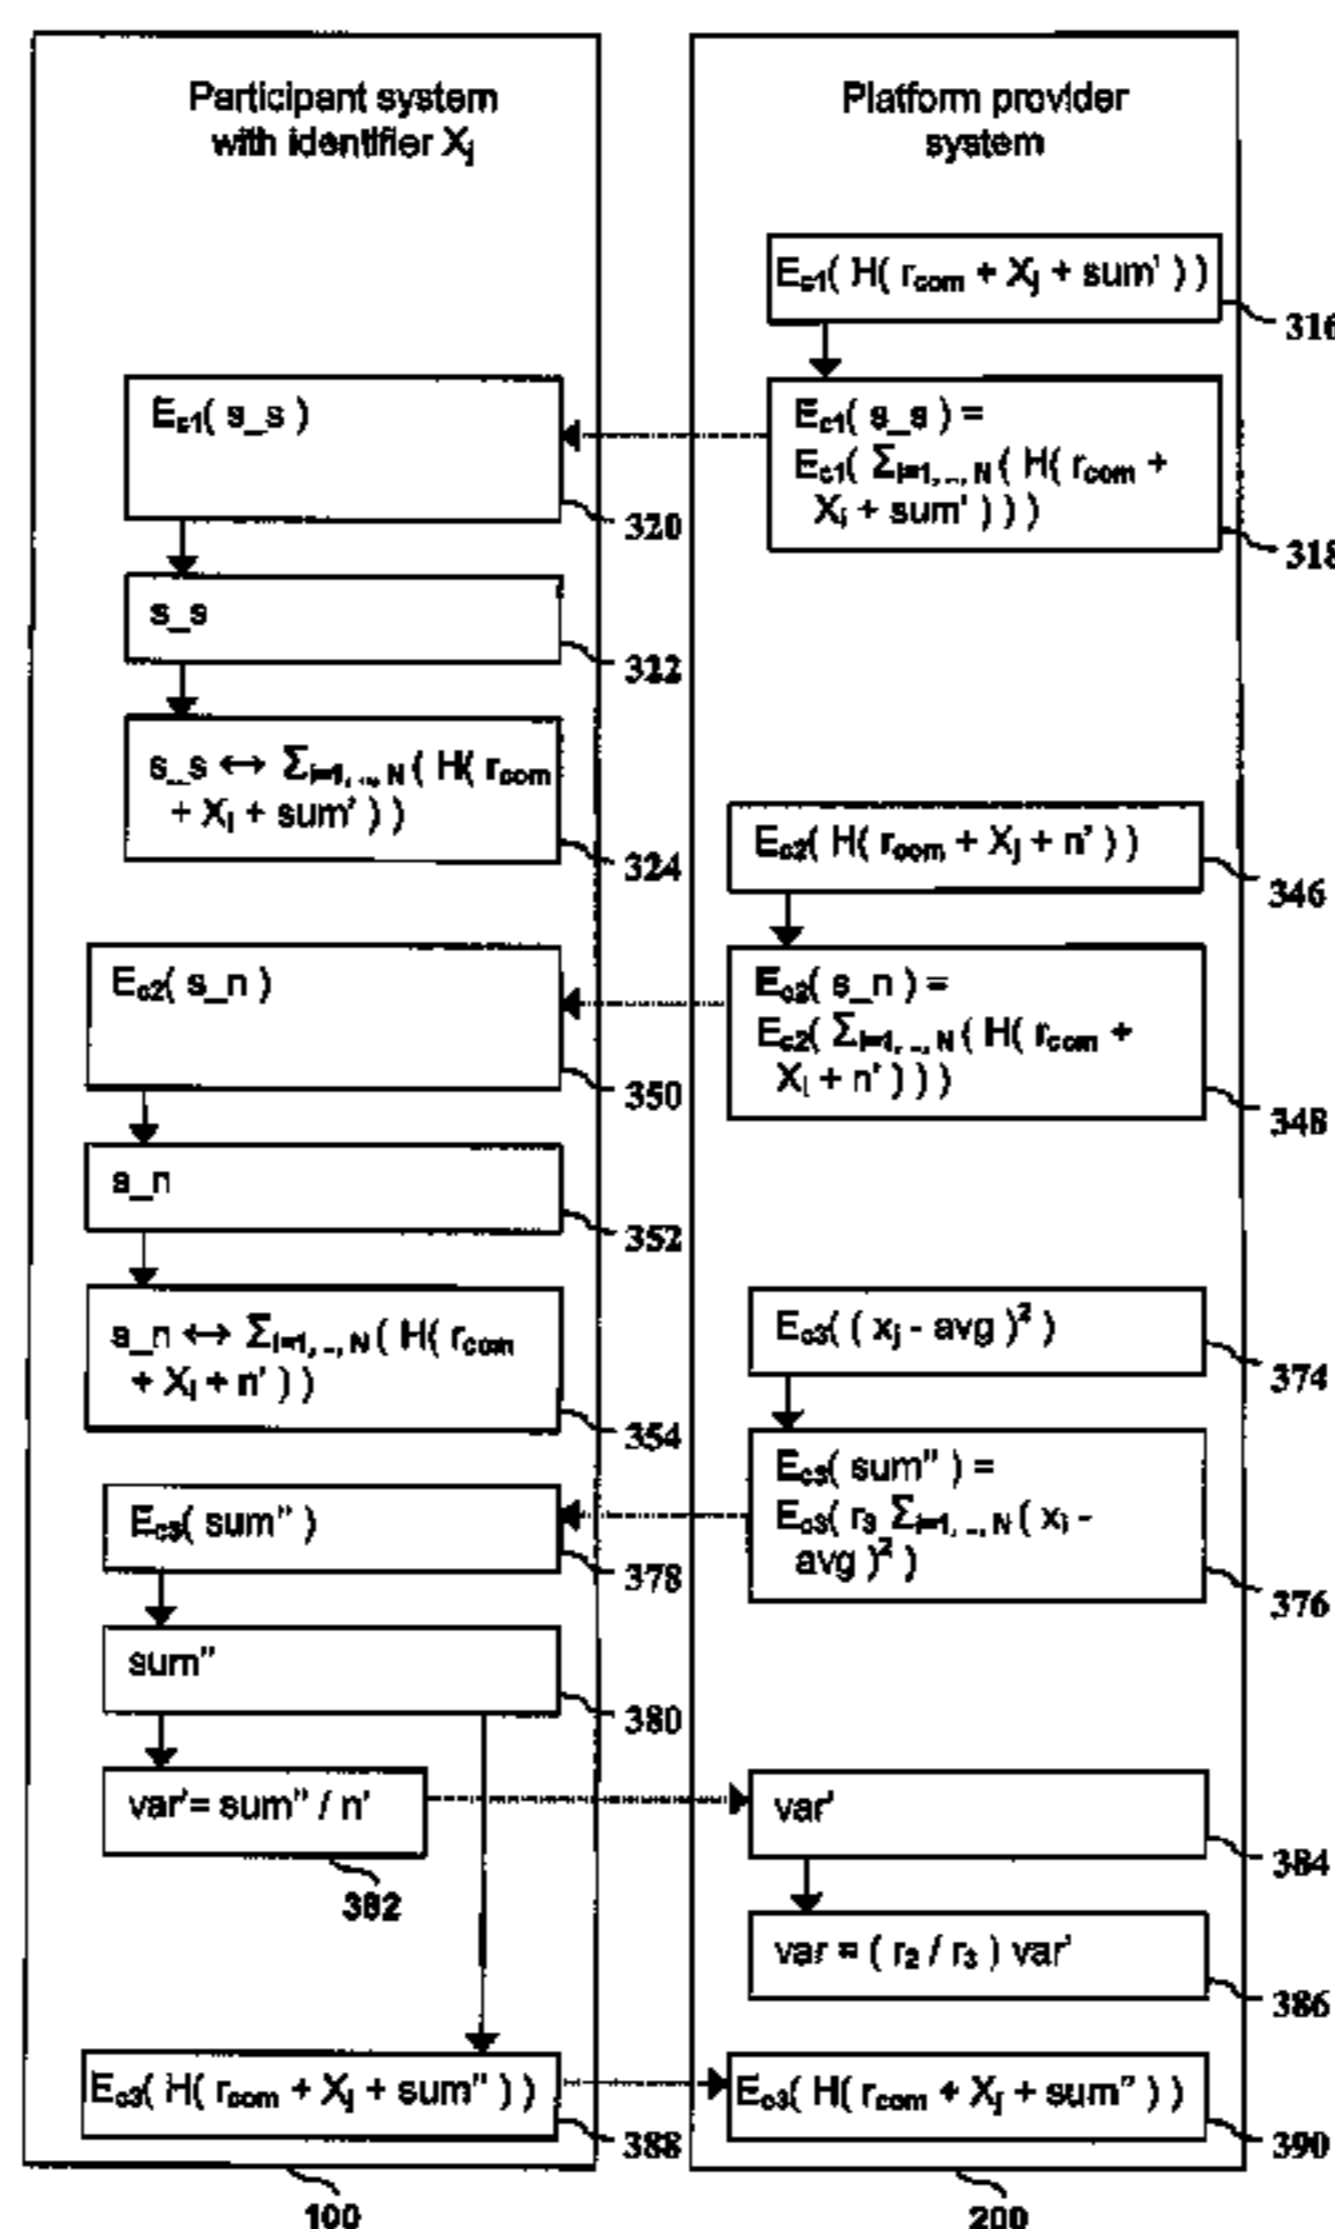 Participant system
with identifier Xj
Platform provider
system
Ec1( H( rcom + Xj + sum' ) )
316
Ec1( s_s )
320
Ec1( s_s ) =
Ec1( Σi=1, .., N ( H( rcom +
Xi + sum' ) ) )
318
s_s
322
s_s ↔ Σi=1, .., N ( H( rcom
+ Xi + sum' ) )
324
Ec2( H( rcom + Xj + n' ) )
346
Ec2( s_n )
350
Ec2( s_n ) =
Ec2( Σi=1, .., N ( H( rcom +
Xi + n' ) ) )
348
s_n
352
s_n ↔ Σi=1, .., N ( H( rcom
+ Xi + n' ) )
354
Ec3( ( xj - avg )² )
374
Ec3( sum'' )
378
Ec3( sum'' ) =
Ec3( r3 Σi=1, .., N ( xi -
avg )² )
376
sum''
380
var' = sum'' / n'
382
var'
384
var = ( r2 / r3 ) var'
386
Ec3( H( rcom + Xj + sum'' ) )
388
Ec3( H( rcom + Xj + sum'' ) )
390
100
200